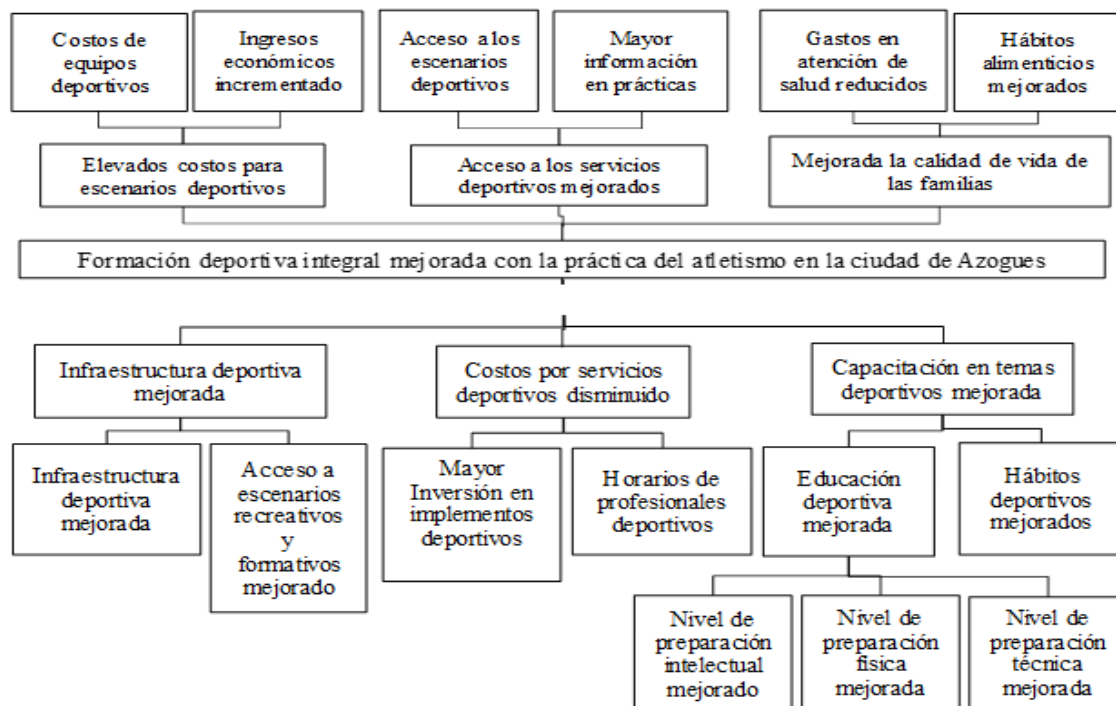 Costos de
equipos
deportivos
Ingresos
económicos
incrementado
Acceso a los
escenarios
deportivos
Mayor
información
en prácticas
Gastos en
atención de
salud reducidos
Hábitos
alimenticios
mejorados
Elevados costos para
escenarios deportivos
Acceso a los servicios
deportivos mejorados
Mejorada la calidad de vida de
las familias
Formación deportiva integral mejorada con la práctica del atletismo en la ciudad de Azogues
Infraestructura deportiva
mejorada
Costos por servicios
deportivos disminuido
Capacitación en temas
deportivos mejorada
Infraestructura
deportiva
mejorada
Acceso a
escenarios
recreativos
y
formativos
mejorado
Mayor
Inversión en
implementos
deportivos
Horarios de
profesionales
deportivos
Educación
deportiva
mejorada
Hábitos
deportivos
mejorados
Nivel de
preparación
intelectual
mejorado
Nivel de
preparación
física
mejorada
Nivel de
preparación
técnica
mejorada